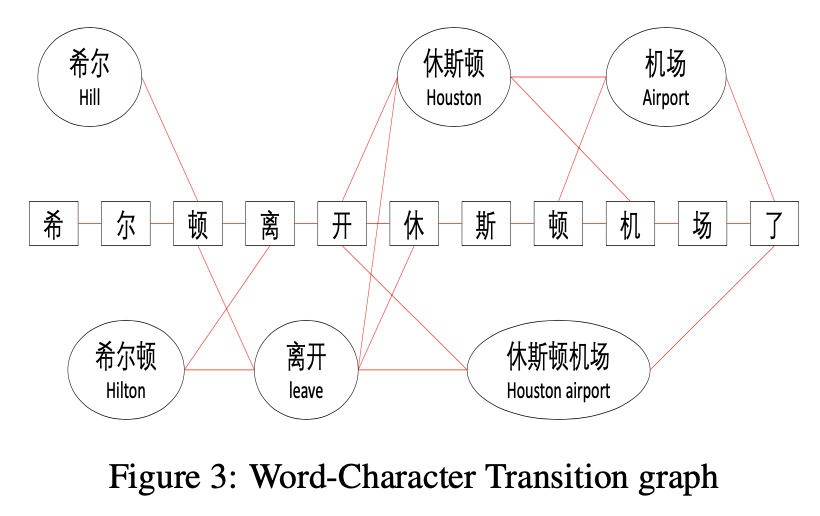 希尔
Hill
休斯顿
Houston
机场
Airport
希 尔 顿 离 开 休 斯 顿 机 场 了
希尔顿
Hilton
离开
leave
休斯顿机场
Houston airport
Figure 3: Word-Character Transition graph